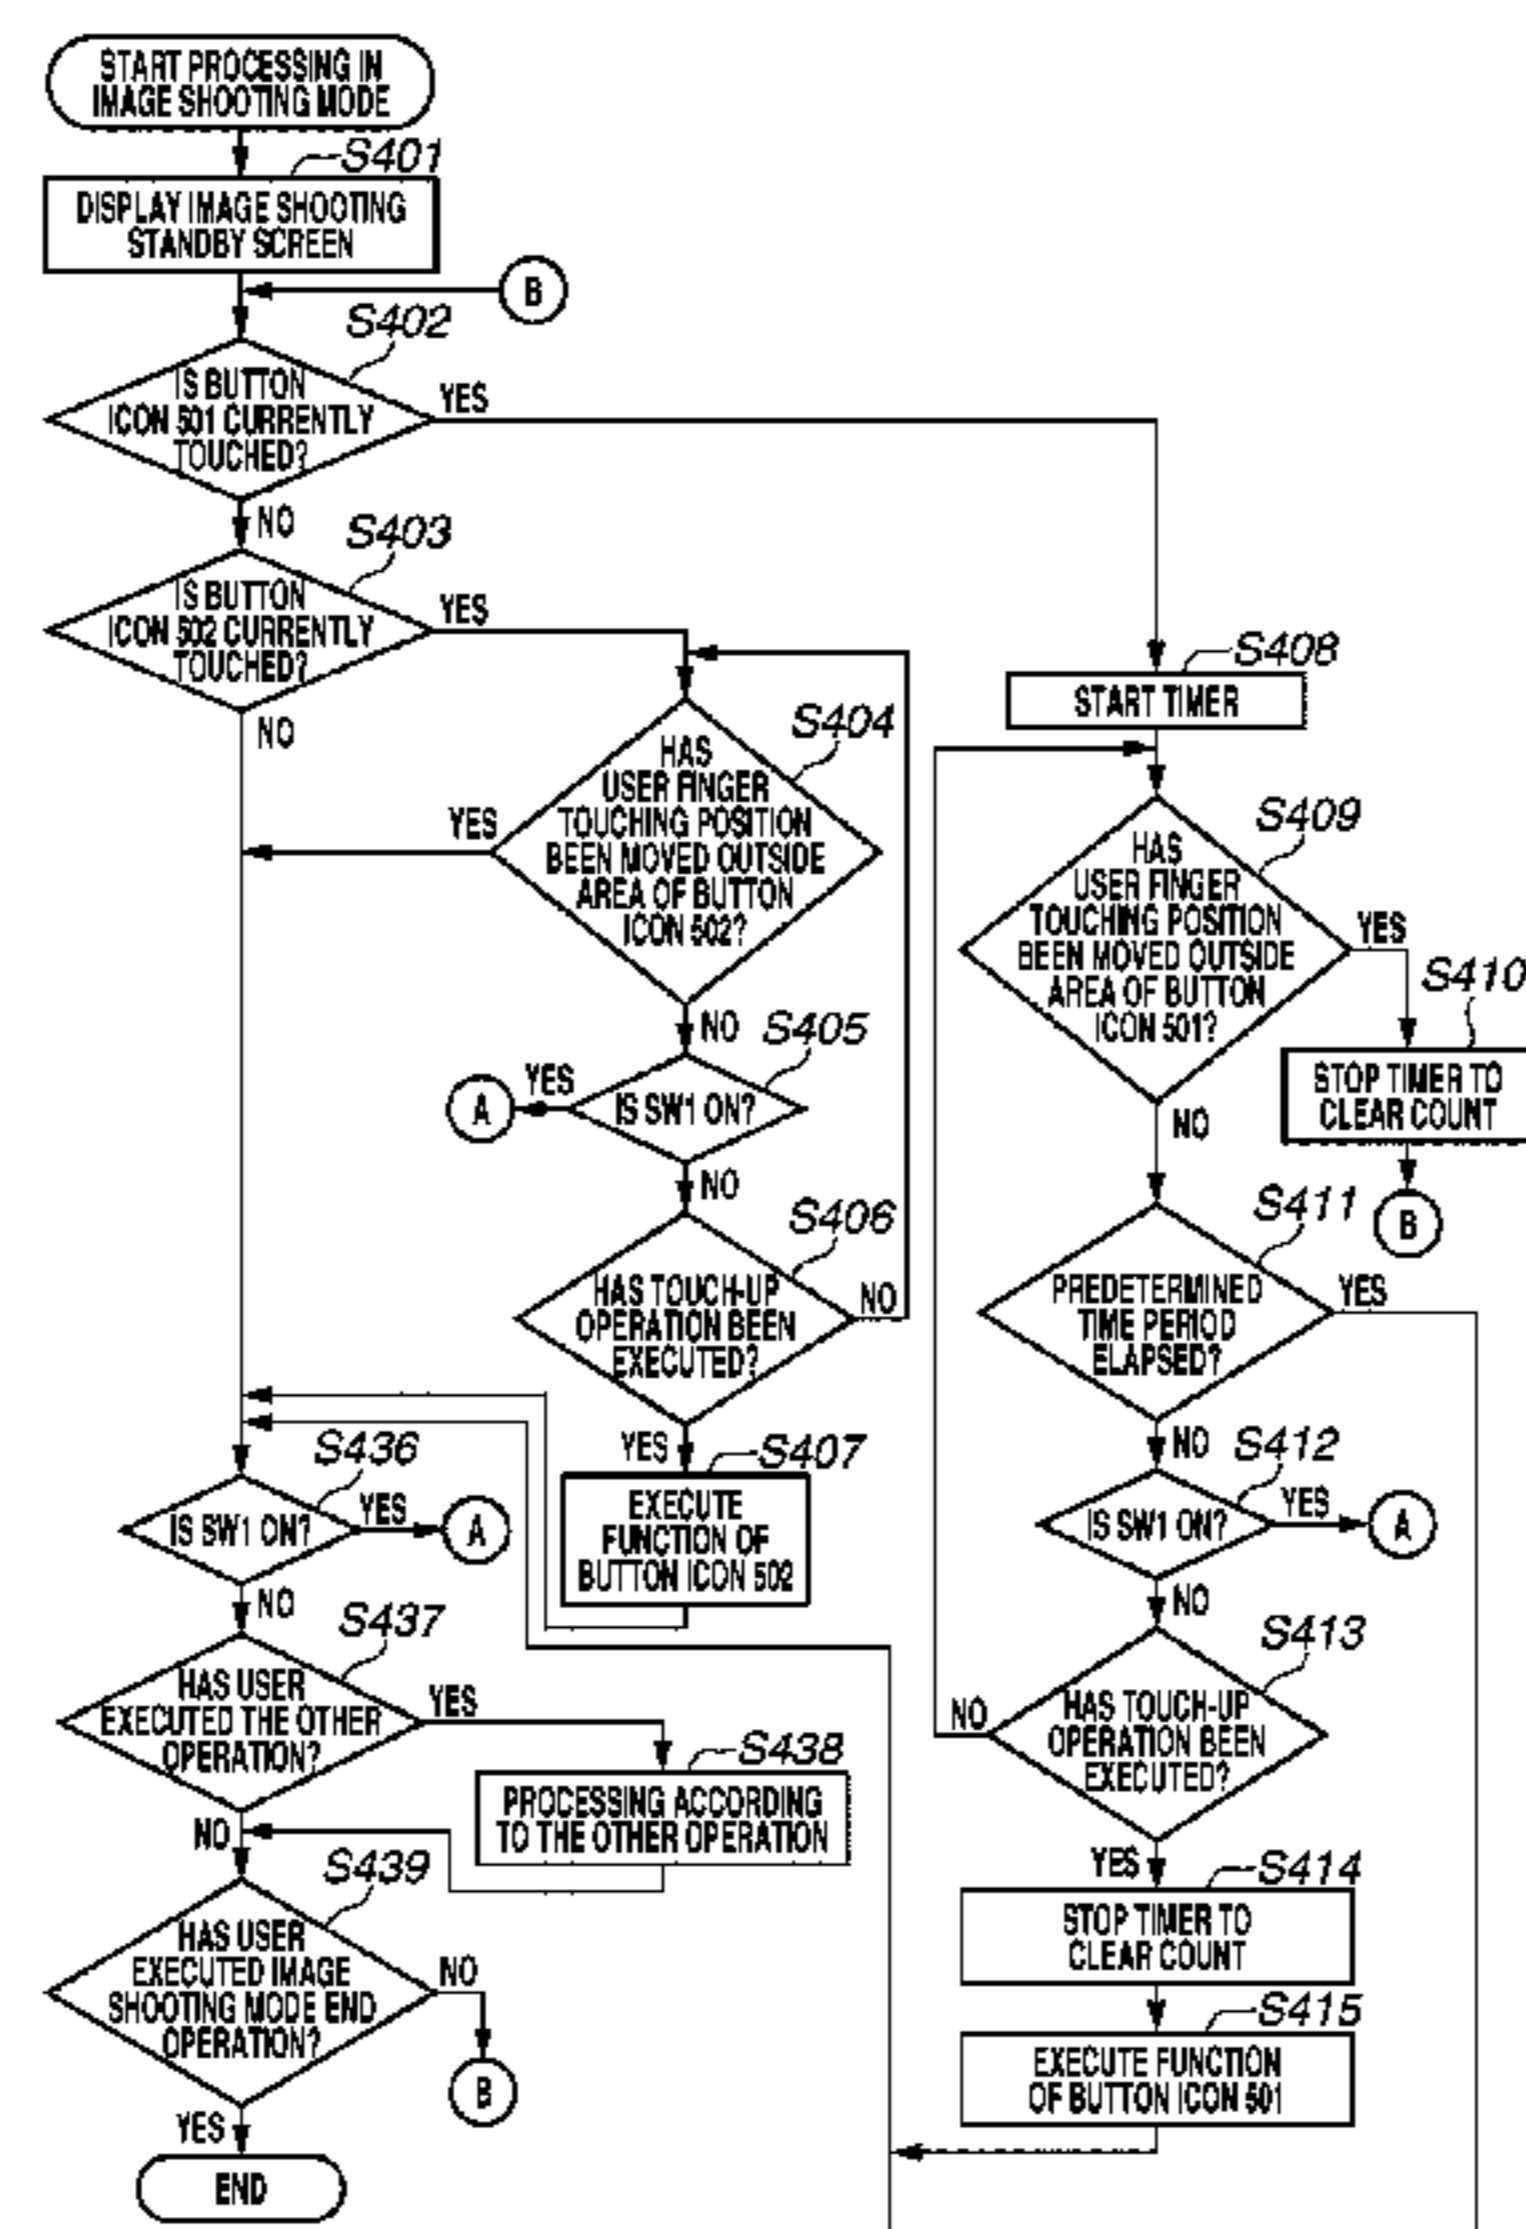 START PROCESSING IN
IMAGE SHOOTING MODE
S401
DISPLAY IMAGE SHOOTING
STANDBY SCREEN
B
S402
IS BUTTON
ICON 501 CURRENTLY
TOUCHED?
YES
NO
S403
IS BUTTON
ICON 502 CURRENTLY
TOUCHED?
YES
NO
S404
HAS
USER FINGER
TOUCHING POSITION
BEEN MOVED OUTSIDE
AREA OF BUTTON
ICON 502?
YES
NO
S405
IS SW1 ON?
YES
A
NO
S406
HAS TOUCH-UP
OPERATION BEEN
EXECUTED?
NO
YES
S407
EXECUTE
FUNCTION OF
BUTTON ICON 502
S436
IS SW1 ON?
YES
A
NO
S437
HAS USER
EXECUTED THE OTHER
OPERATION?
YES
NO
S438
PROCESSING ACCORDING
TO THE OTHER OPERATION
S439
HAS USER
EXECUTED IMAGE
SHOOTING MODE END
OPERATION?
NO
B
YES
END
S408
START TIMER
S409
HAS
USER FINGER
TOUCHING POSITION
BEEN MOVED OUTSIDE
AREA OF BUTTON
ICON 501?
YES
NO
S410
STOP TIMER TO
CLEAR COUNT
B
S411
PREDETERMINED
TIME PERIOD
ELAPSED?
YES
NO
S412
IS SW1 ON?
YES
A
NO
S413
HAS TOUCH-UP
OPERATION BEEN
EXECUTED?
NO
YES
S414
STOP TIMER TO
CLEAR COUNT
S415
EXECUTE FUNCTION
OF BUTTON ICON 501